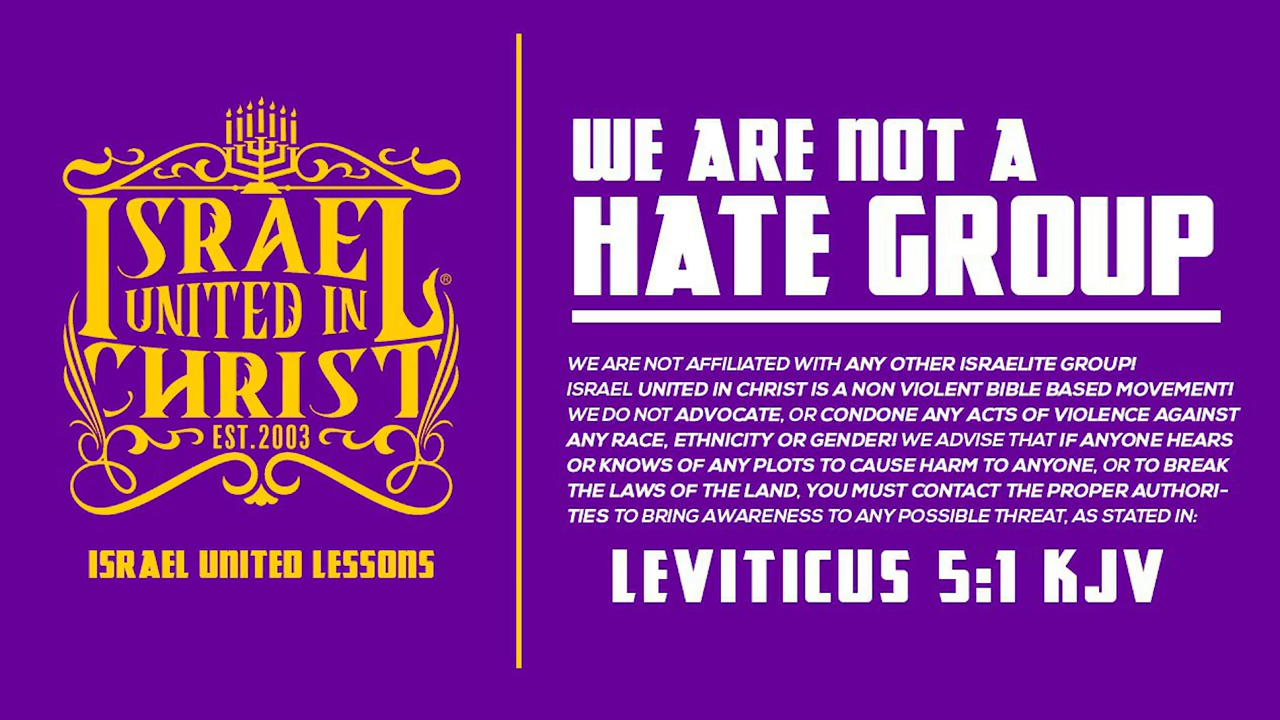 ISRAEL
UNITED IN
CHRIST
®
EST. 2003
ISRAEL UNITED LESSONS
WE ARE NOT A
HATE GROUP
WE ARE NOT AFFILIATED WITH ANY OTHER ISRAELITE GROUP!
ISRAEL UNITED IN CHRIST IS A NON VIOLENT BIBLE BASED MOVEMENT!
WE DO NOT ADVOCATE, OR CONDONE ANY ACTS OF VIOLENCE AGAINST
ANY RACE, ETHNICITY OR GENDER! WE ADVISE THAT IF ANYONE HEARS
OR KNOWS OF ANY PLOTS TO CAUSE HARM TO ANYONE, OR TO BREAK
THE LAWS OF THE LAND, YOU MUST CONTACT THE PROPER AUTHORI-
TIES TO BRING AWARENESS TO ANY POSSIBLE THREAT, AS STATED IN:
LEVITICUS 5:1 KJV